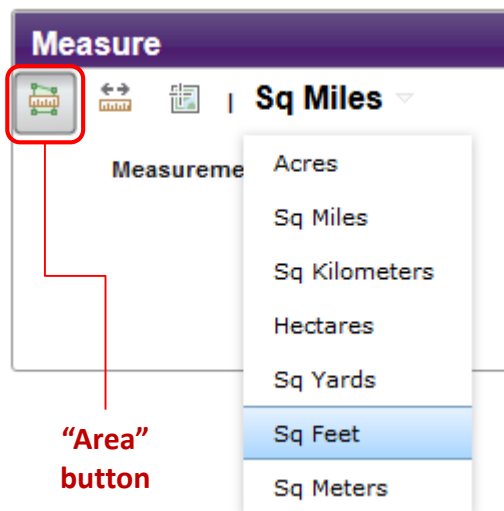 Measure
| Sq Miles
Measureme
Acres
Sq Miles
Sq Kilometers
Hectares
Sq Yards
Sq Feet
Sq Meters
“Area”
button